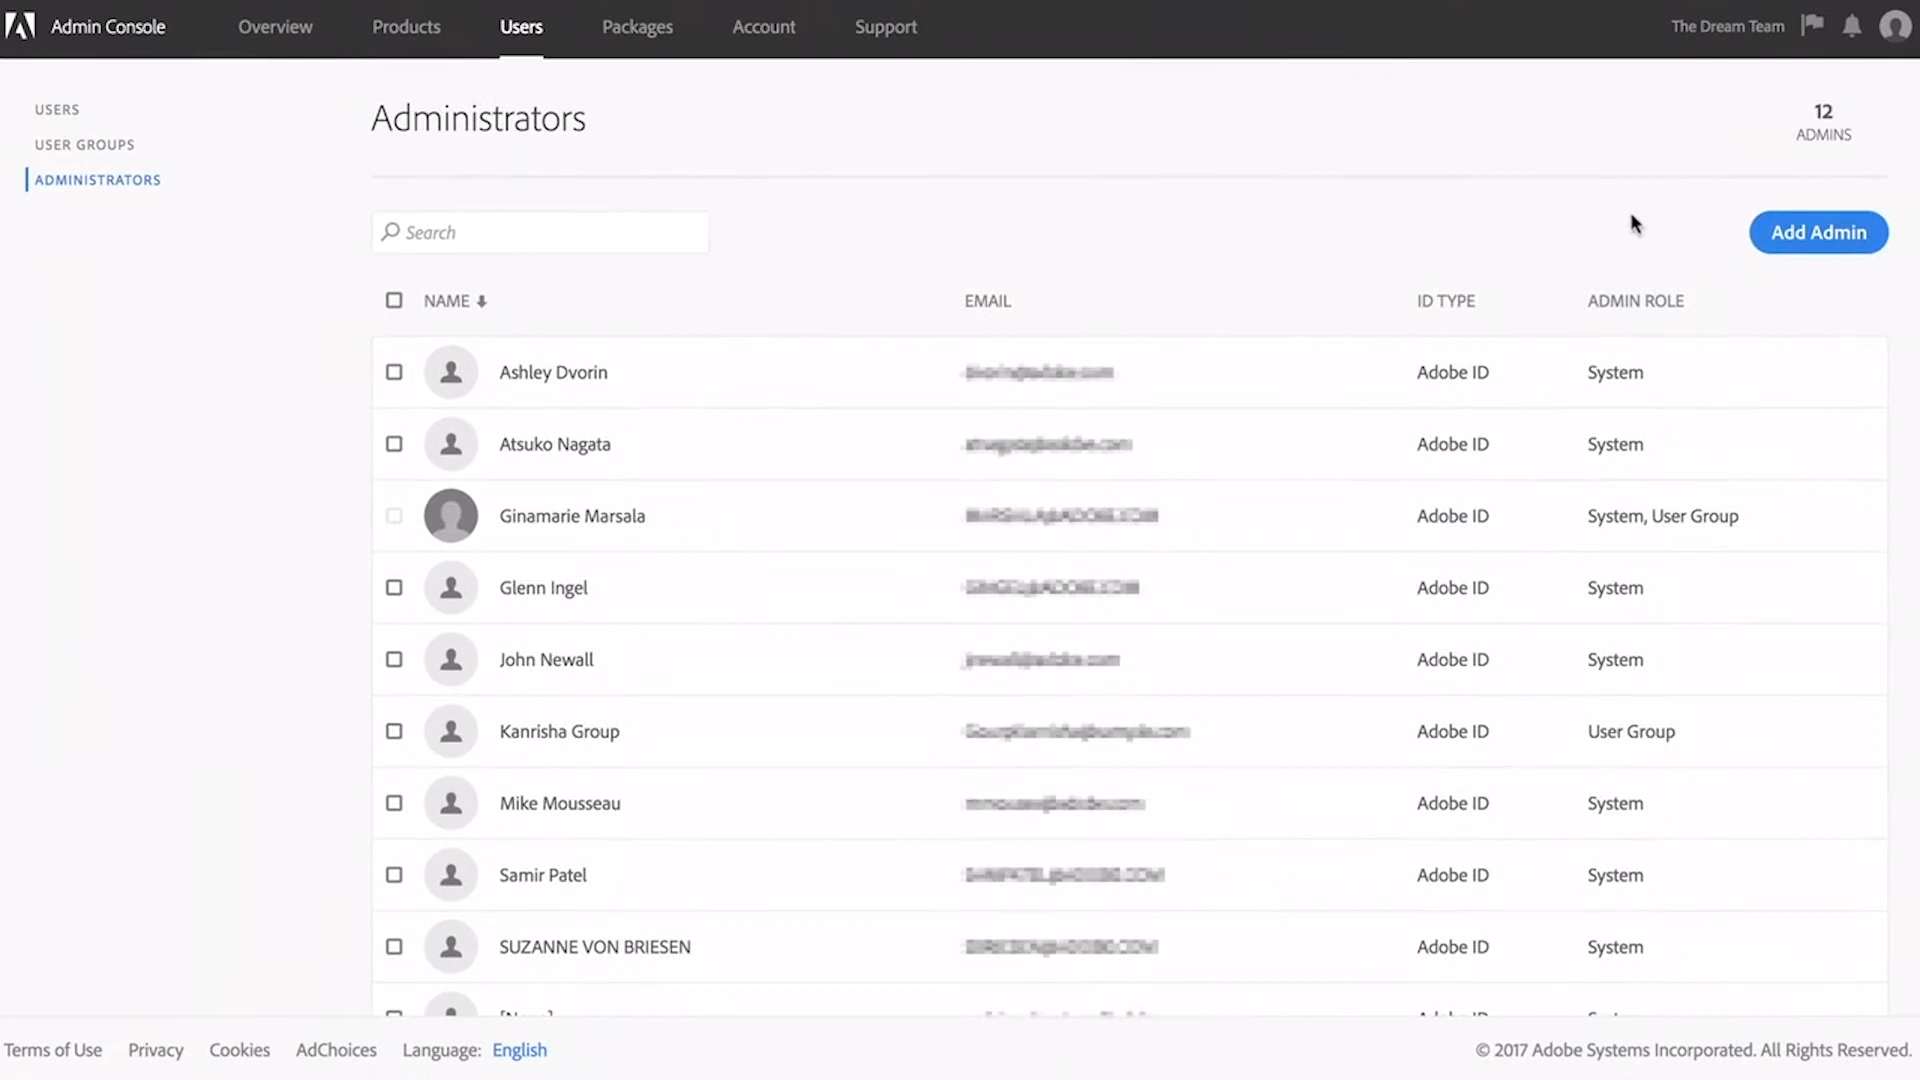 Admin Console Overview Products Users Packages Account Support The Dream Team
USERS
USER GROUPS
ADMINISTRATORS
Administrators
12
ADMINS
Search
Add Admin
NAME EMAIL ID TYPE ADMIN ROLE
Ashley Dvorin Adobe ID System
Atsuko Nagata Adobe ID System
Ginamarie Marsala Adobe ID System, User Group
Glenn Ingel Adobe ID System
John Newall Adobe ID System
Kanrisha Group Adobe ID User Group
Mike Mousseau Adobe ID System
Samir Patel Adobe ID System
SUZANNE VON BRIESEN Adobe ID System
Terms of Use Privacy Cookies AdChoices Language: English © 2017 Adobe Systems Incorporated. All Rights Reserved.